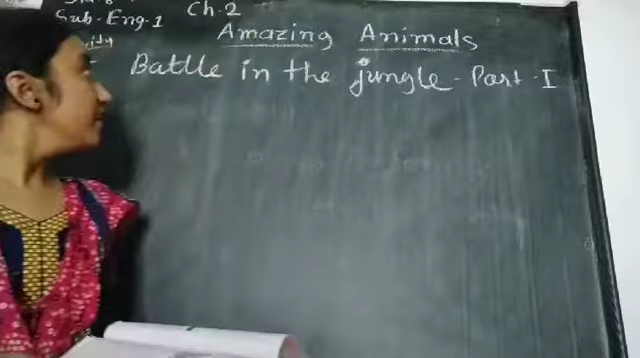 Sub. Eng. 1
Ch. 2
Amazing Animals
Battle in the jungle - Part - I